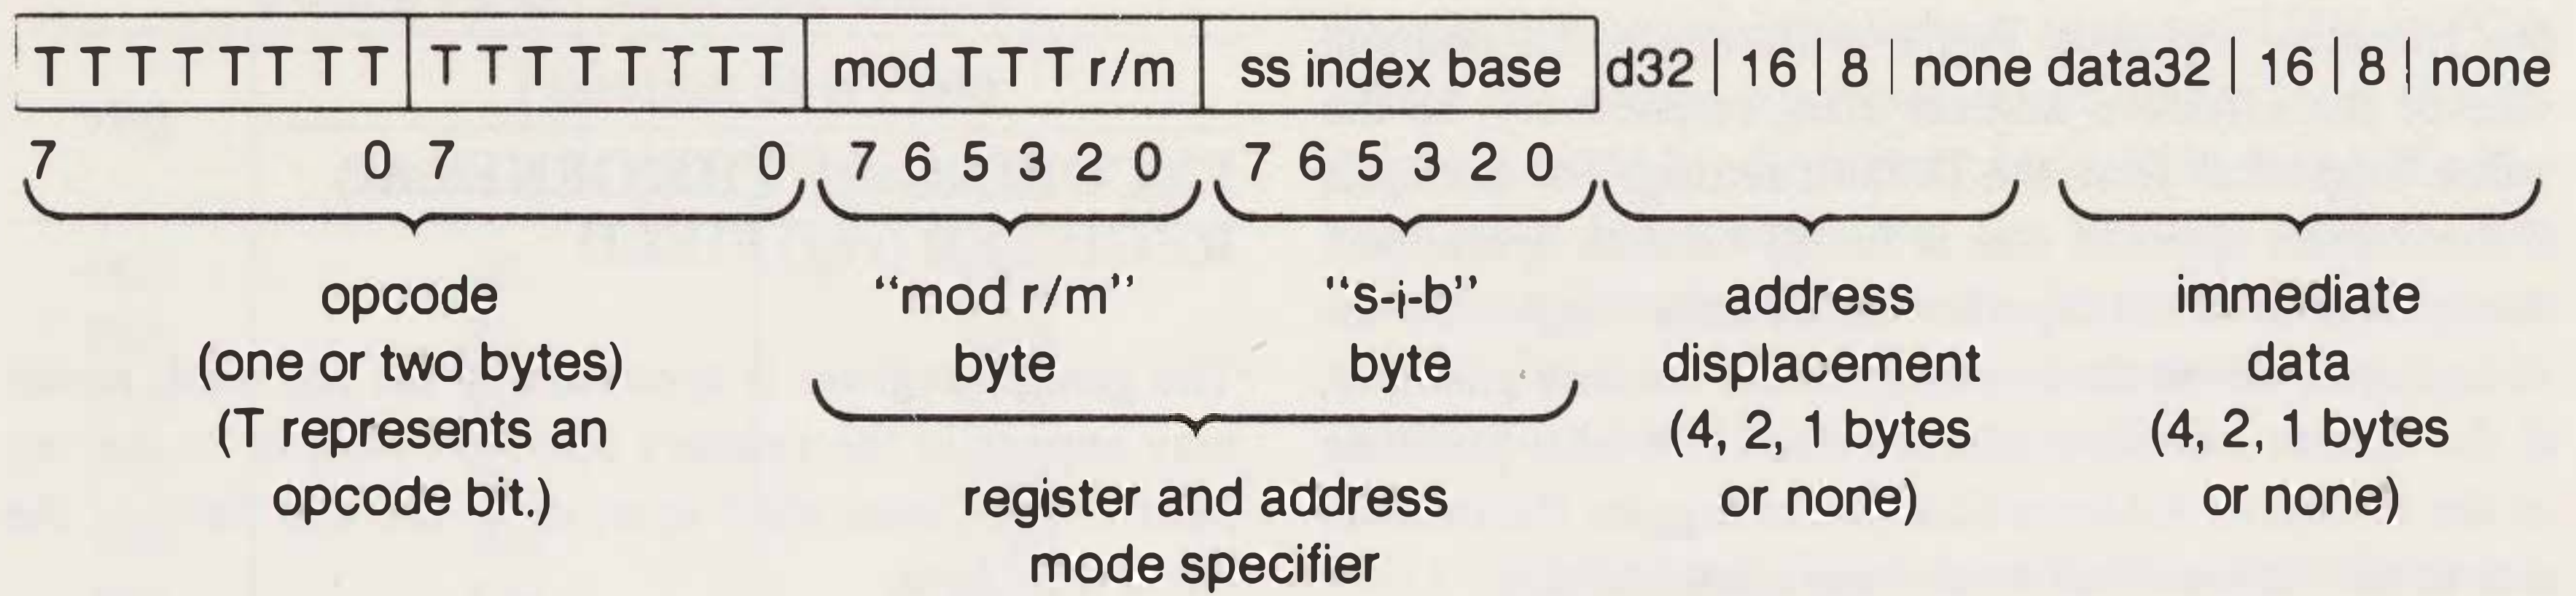 T T T T T T T T T T T T T T T T mod T T T r/m ss index base d32 | 16 | 8 | none data32 | 16 | 8 | none
7 0 7 0 7 6 5 3 2 0 7 6 5 3 2 0
opcode
(one or two bytes)
(T represents an
opcode bit.)
“mod r/m”
byte
“s-i-b”
byte
register and address
mode specifier
address
displacement
(4, 2, 1 bytes
or none)
immediate
data
(4, 2, 1 bytes
or none)